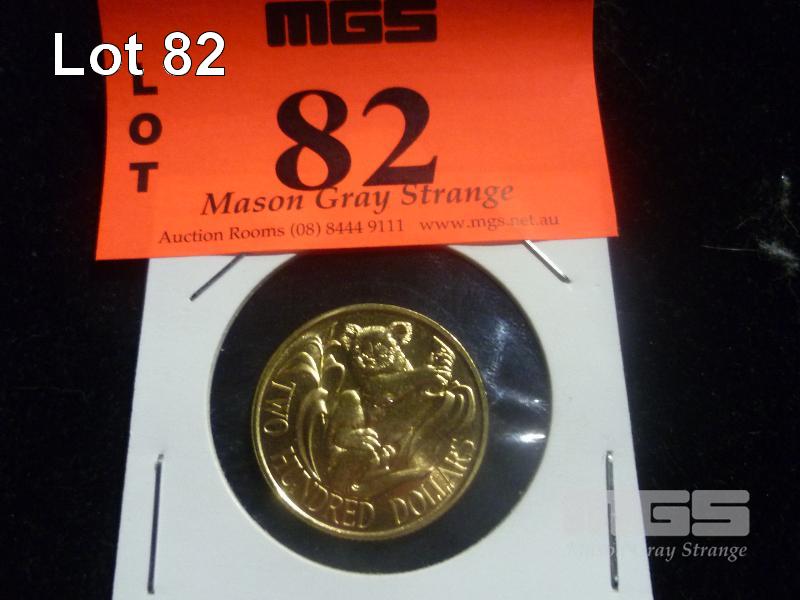 Lot 82
MGS
LOT
82
Mason Gray Strange
Auction Rooms (08) 8444 9111 www.mgs.net.au
TWO HUNDRED DOLLARS
MGS
Mason Gray Strange